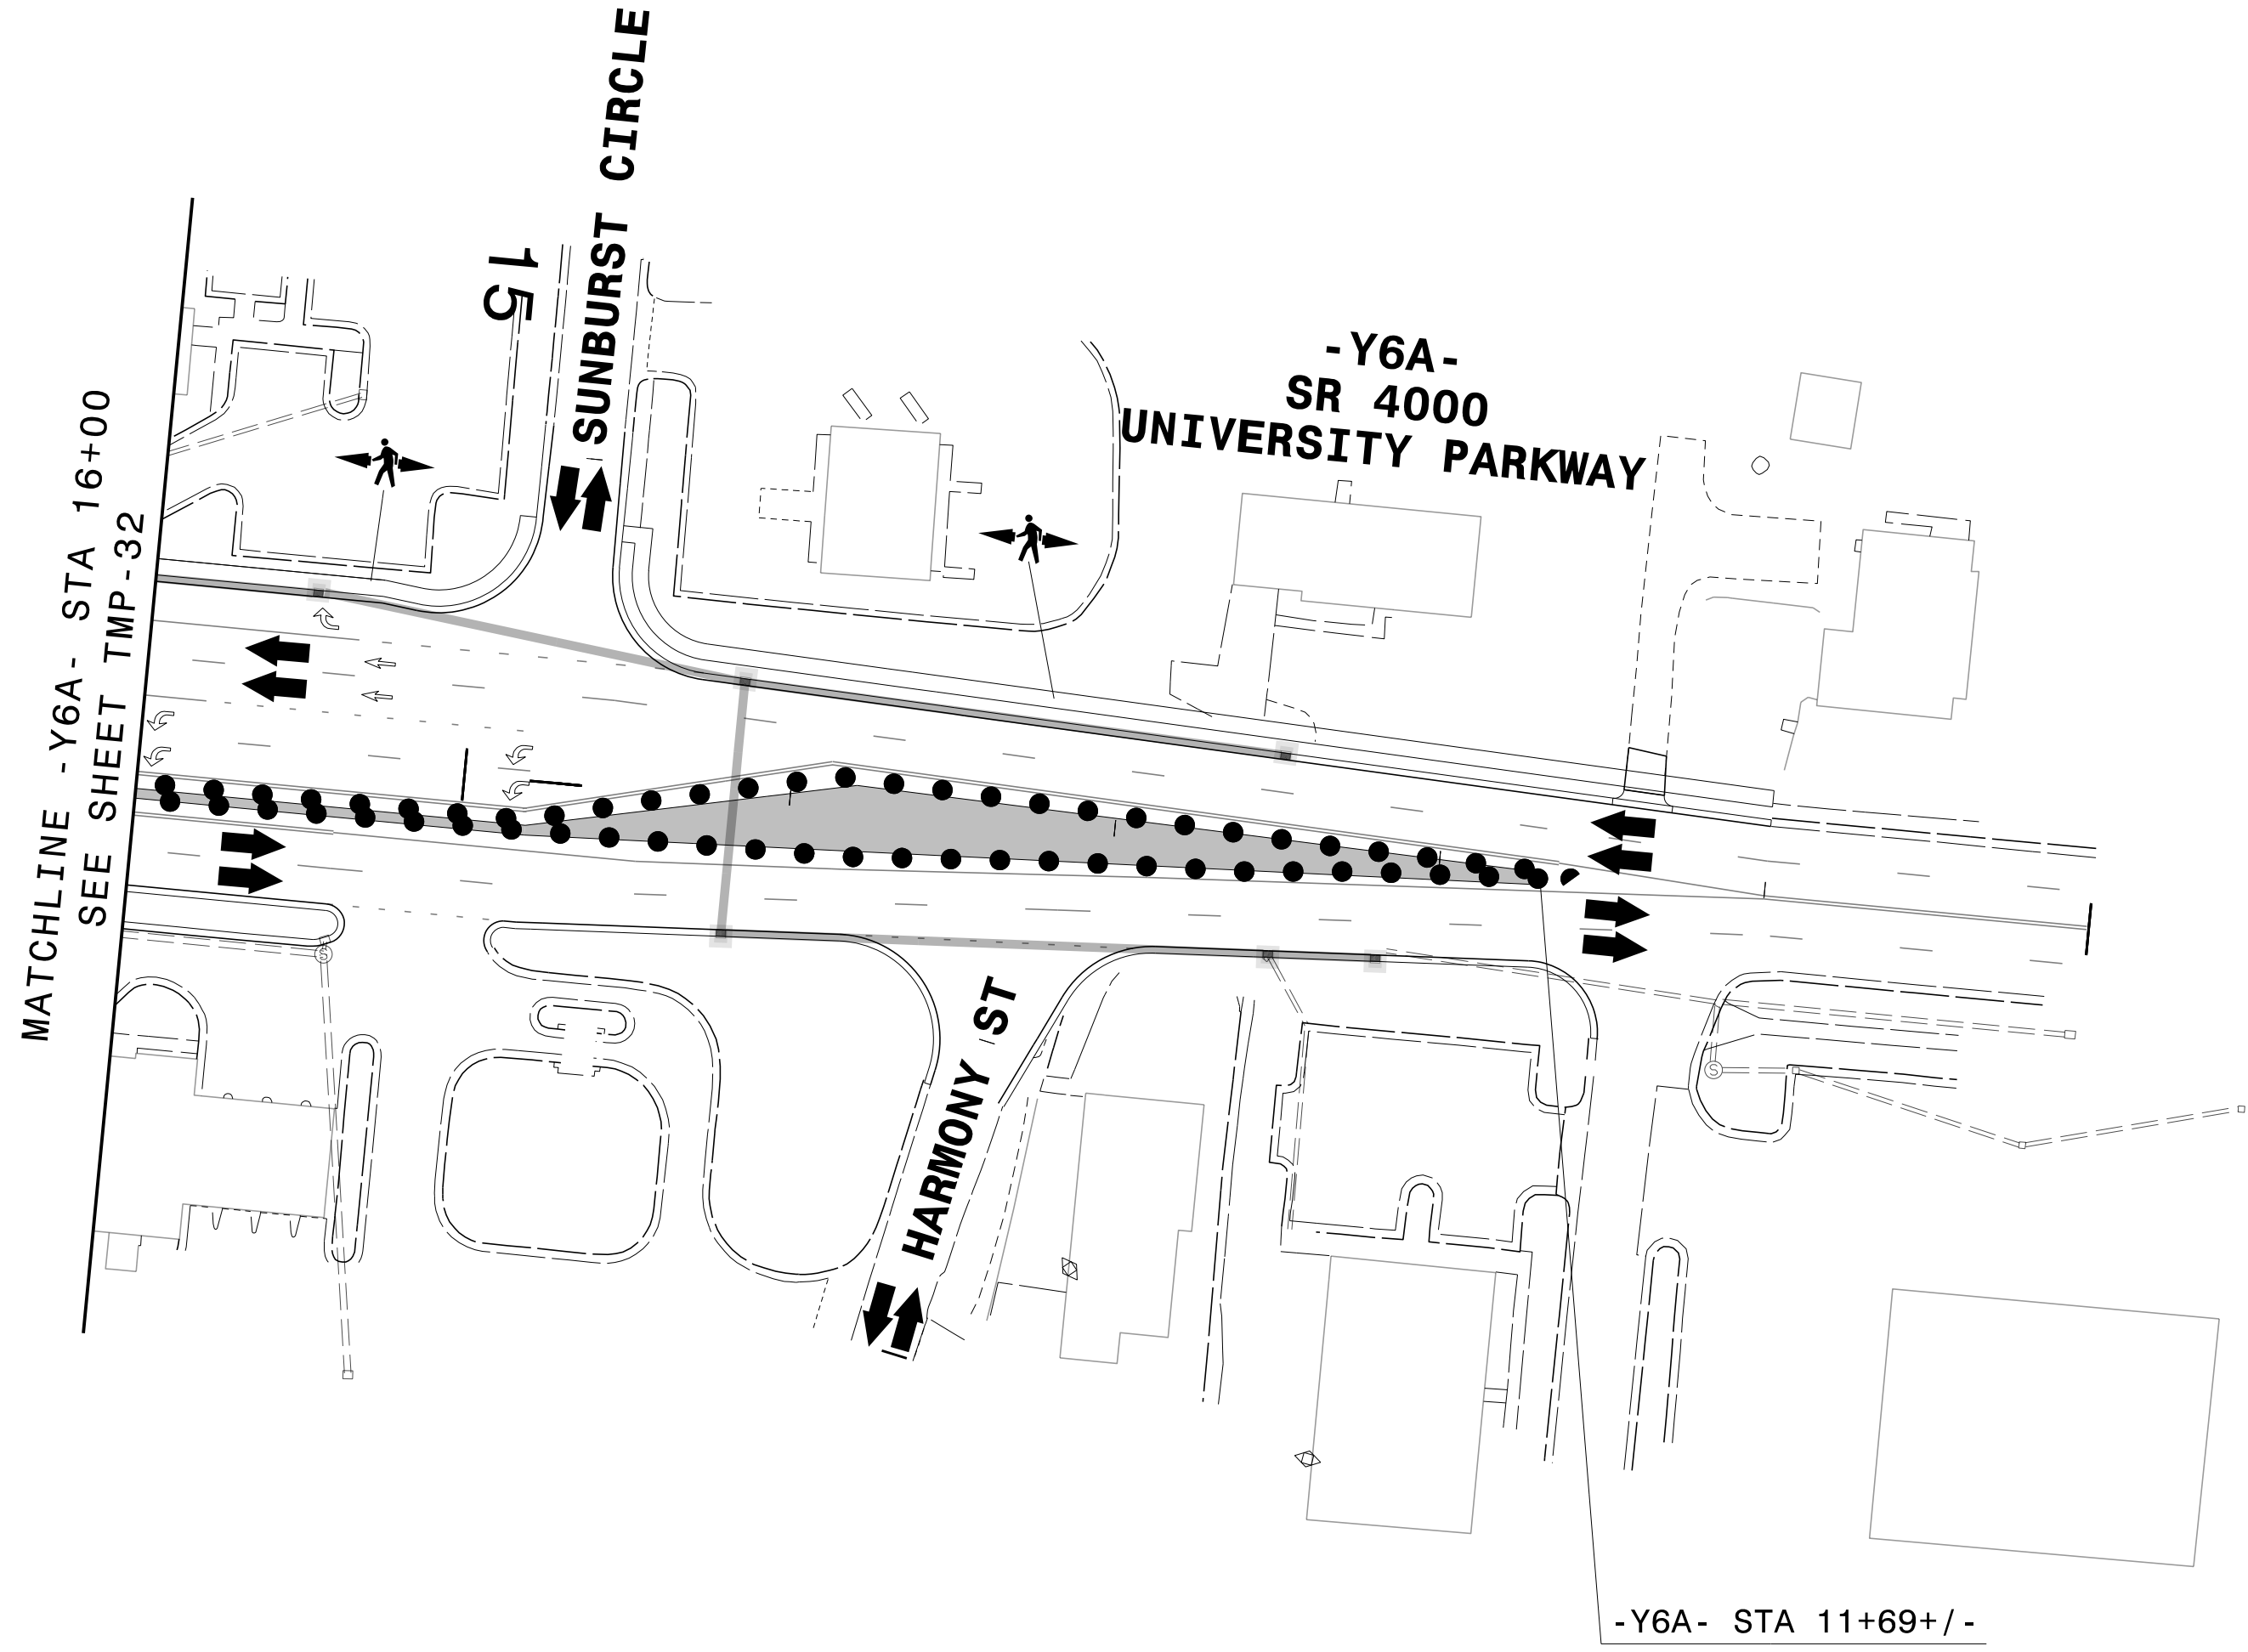 SUNBURST CIRCLE
15
-Y6A-
SR 4000
UNIVERSITY PARKWAY
MATCHLINE -Y6A- STA 16+00
SEE SHEET TMP-32
S
S
HARMONY ST
-Y6A- STA 11+69+/-